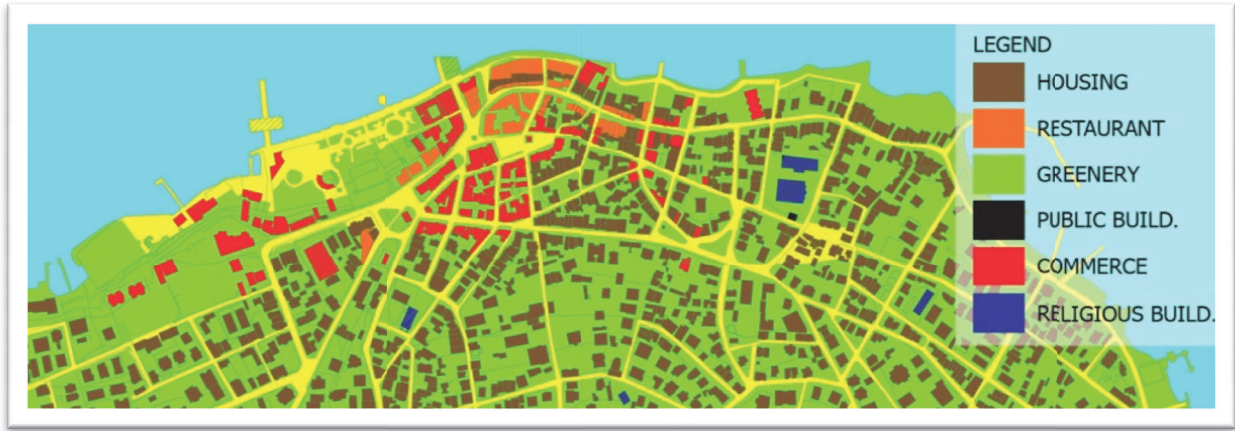 LEGEND
HOUSING
RESTAURANT
GREENERY
PUBLIC BUILD.
COMMERCE
RELIGIOUS BUILD.